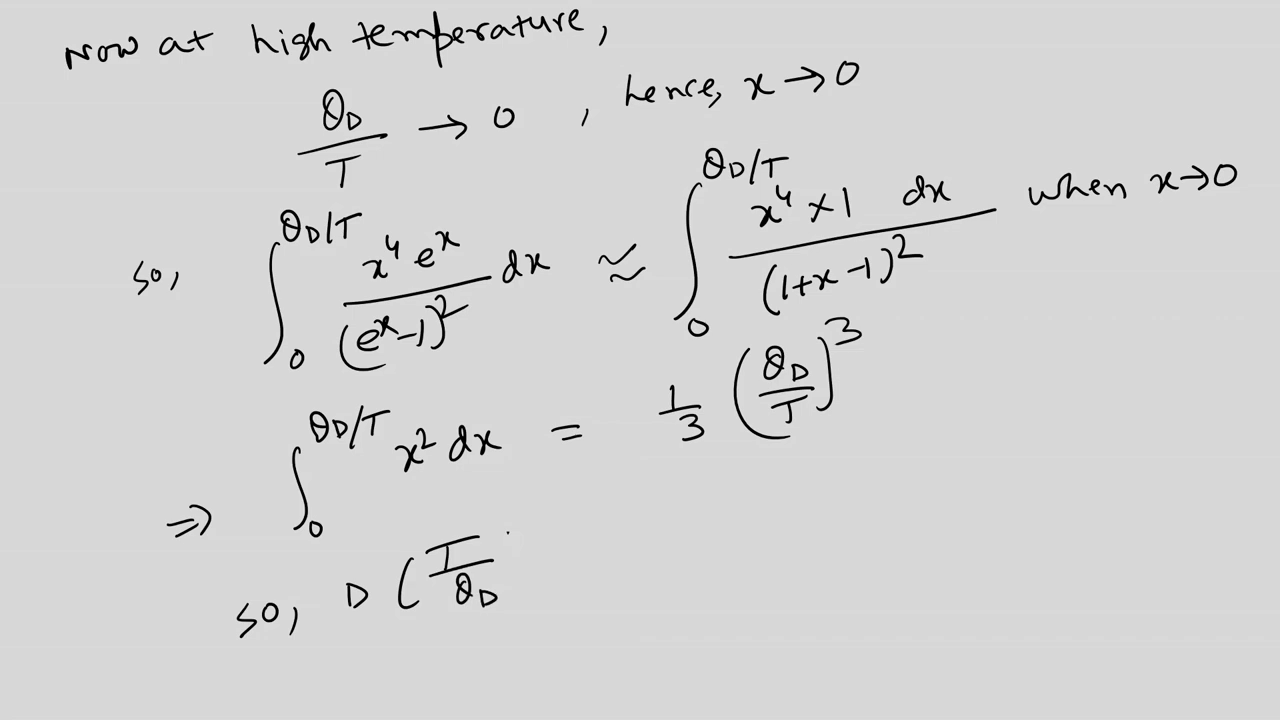 Now at high temperature,
θD/T → 0 , hence, x → 0
so, ∫₀^(θD/T) x⁴ eˣ/(eˣ-1)² dx ≈ ∫₀^(θD/T) x⁴ × 1 dx/(1+x-1)² when x→0
⇒ ∫₀^(θD/T) x² dx = 1/3 (θD/T)³
so, D (T/θD